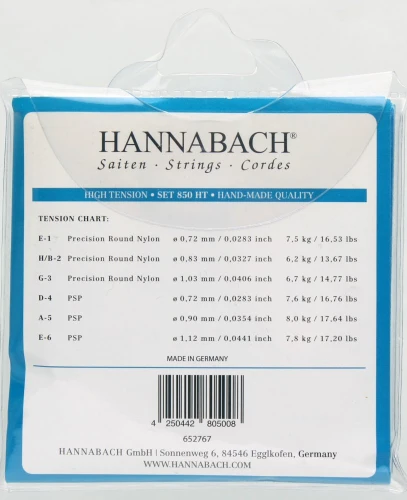 HANNABACH®
Saiten · Strings · Cordes
HIGH TENSION • SET 850 HT • HAND-MADE QUALITY
TENSION CHART:
E-1 Precision Round Nylon ø 0,72 mm / 0,0283 inch 7,5 kg / 16,53 lbs
H/B-2 Precision Round Nylon ø 0,83 mm / 0,0327 inch 6,2 kg / 13,67 lbs
G-3 Precision Round Nylon ø 1,03 mm / 0,0406 inch 6,7 kg / 14,77 lbs
D-4 PSP ø 0,72 mm / 0,0283 inch 7,6 kg / 16,76 lbs
A-5 PSP ø 0,90 mm / 0,0354 inch 8,0 kg / 17,64 lbs
E-6 PSP ø 1,12 mm / 0,0441 inch 7,8 kg / 17,20 lbs
MADE IN GERMANY
4 250442 805008
652767
HANNABACH GmbH | Sonnenweg 6, 84546 Egglkofen, Germany
WWW.HANNABACH.COM